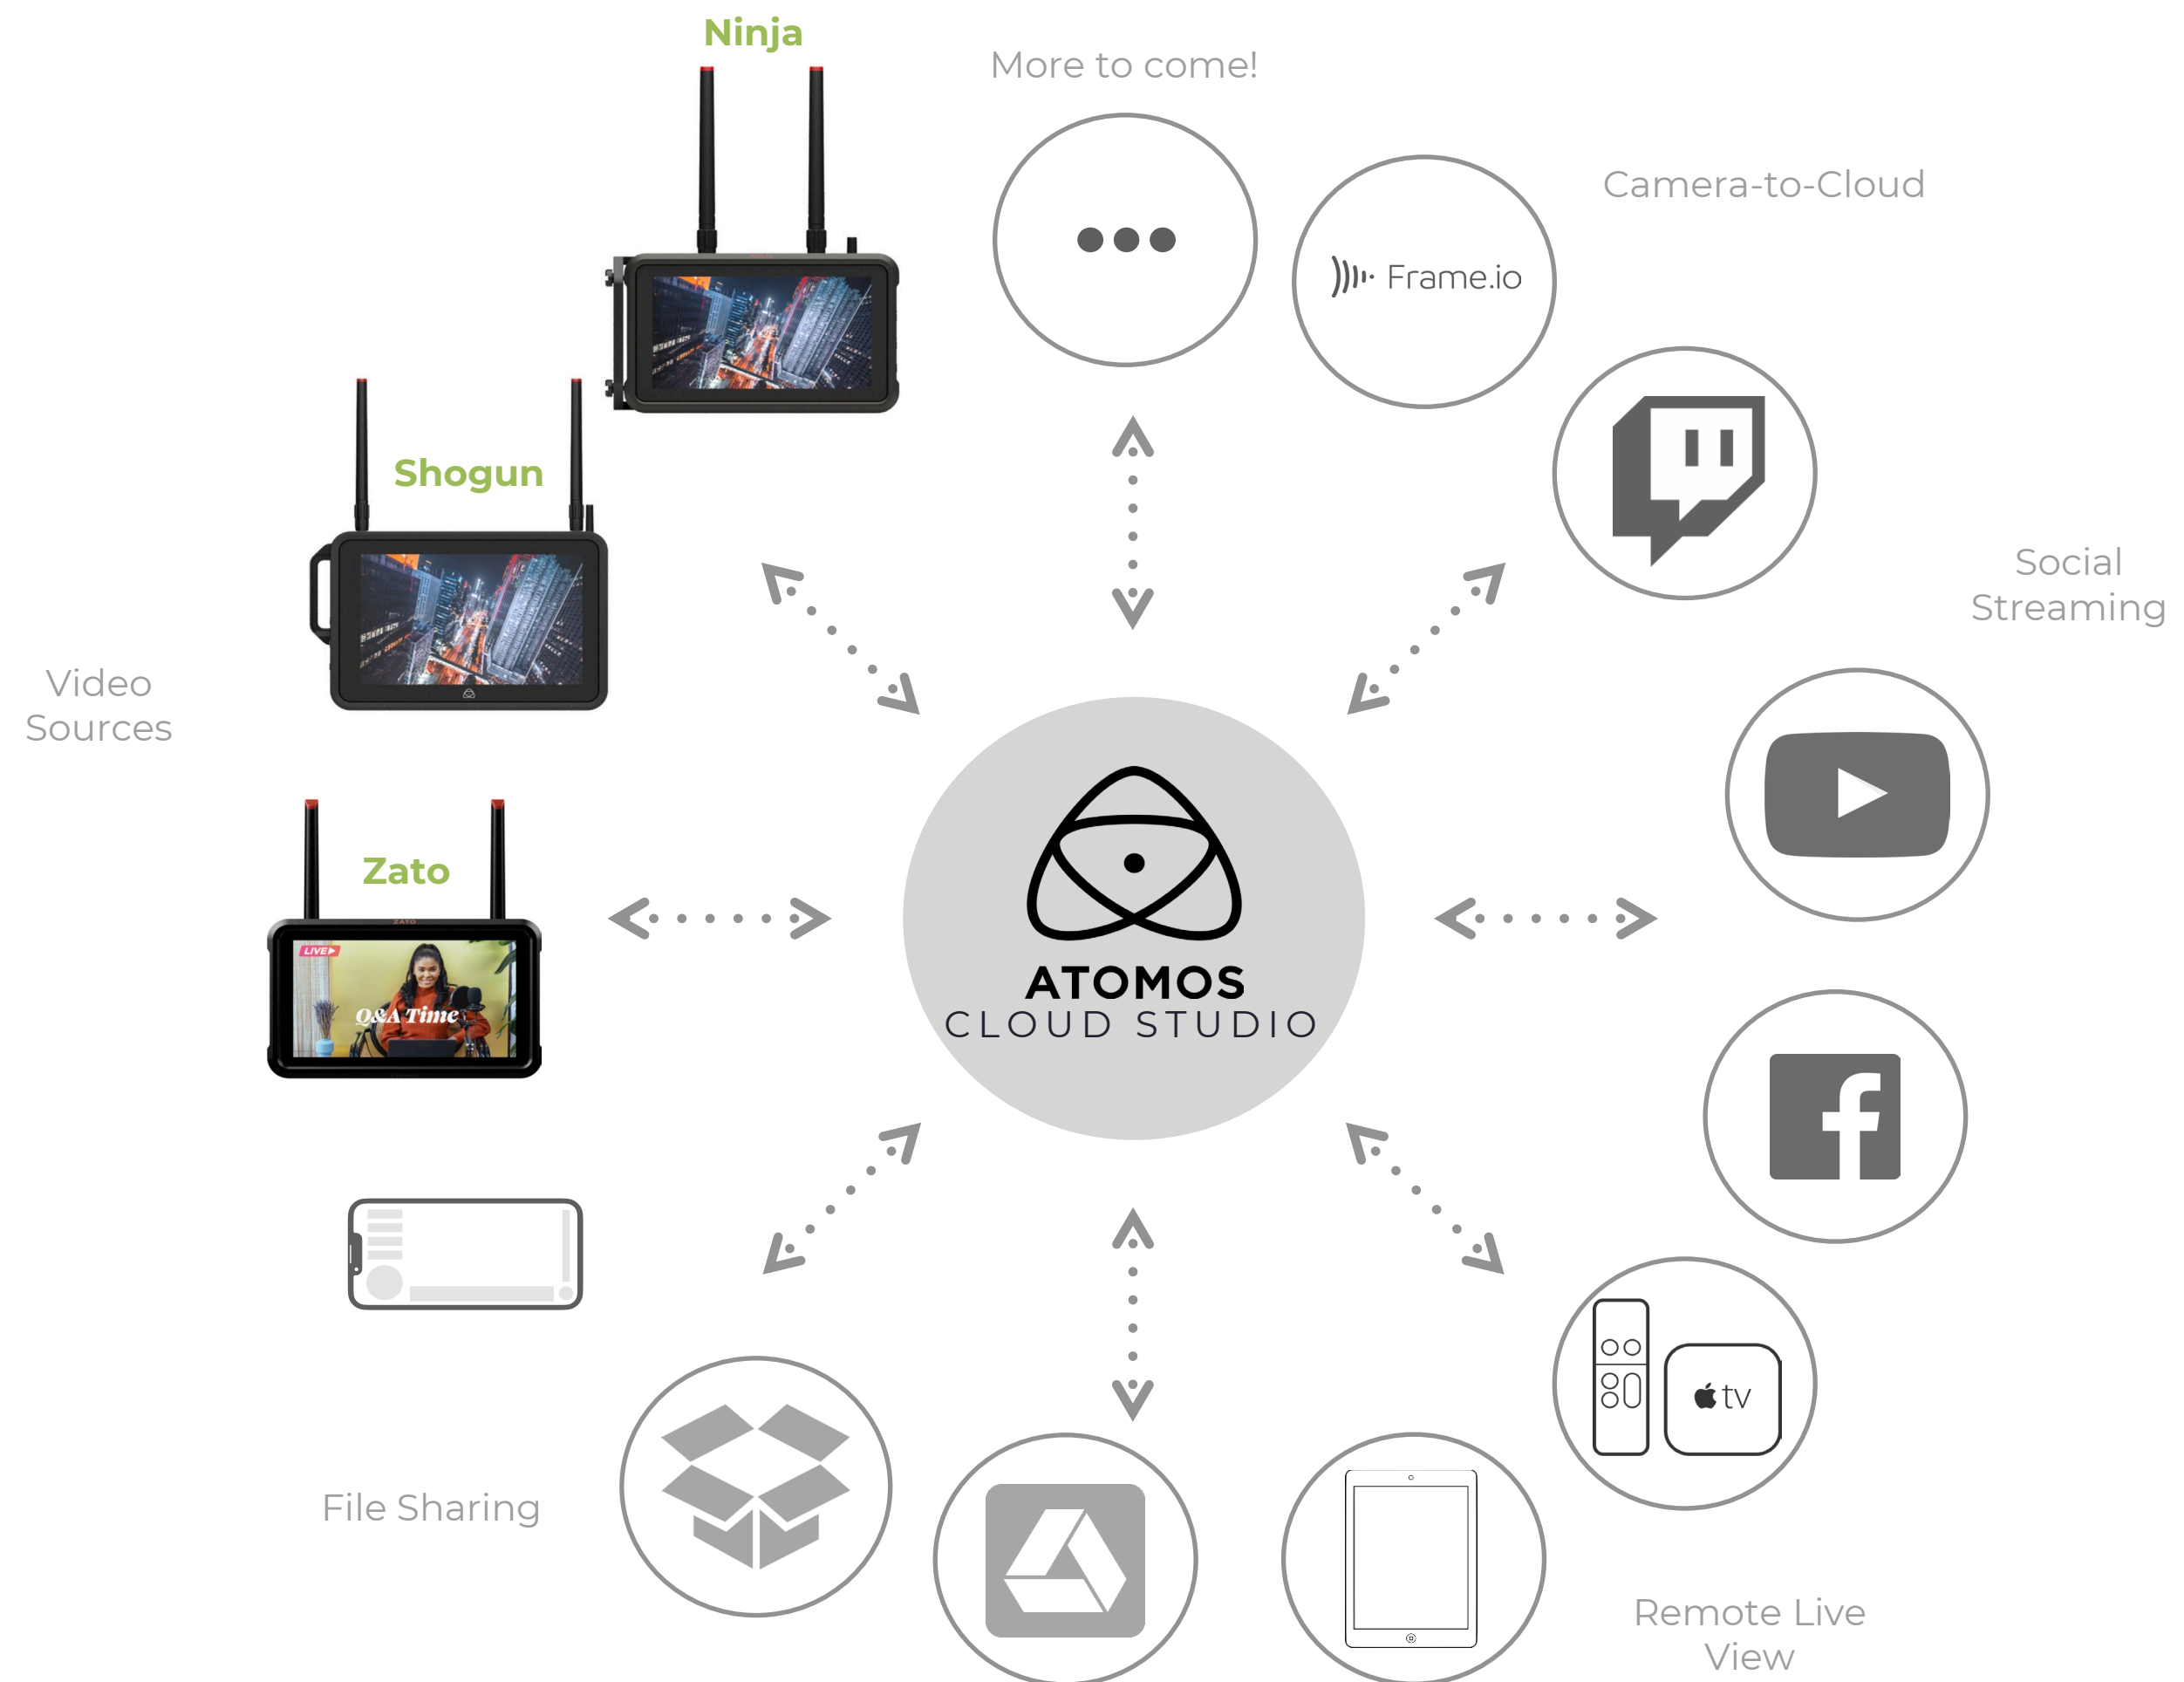 Ninja
More to come!
Camera-to-Cloud
Frame.io
Shogun
Social
Streaming
Video
Sources
Zato
ZATO
LIVE
Q&A Time
ATOMOS
CLOUD STUDIO
tv
File Sharing
Remote Live
View